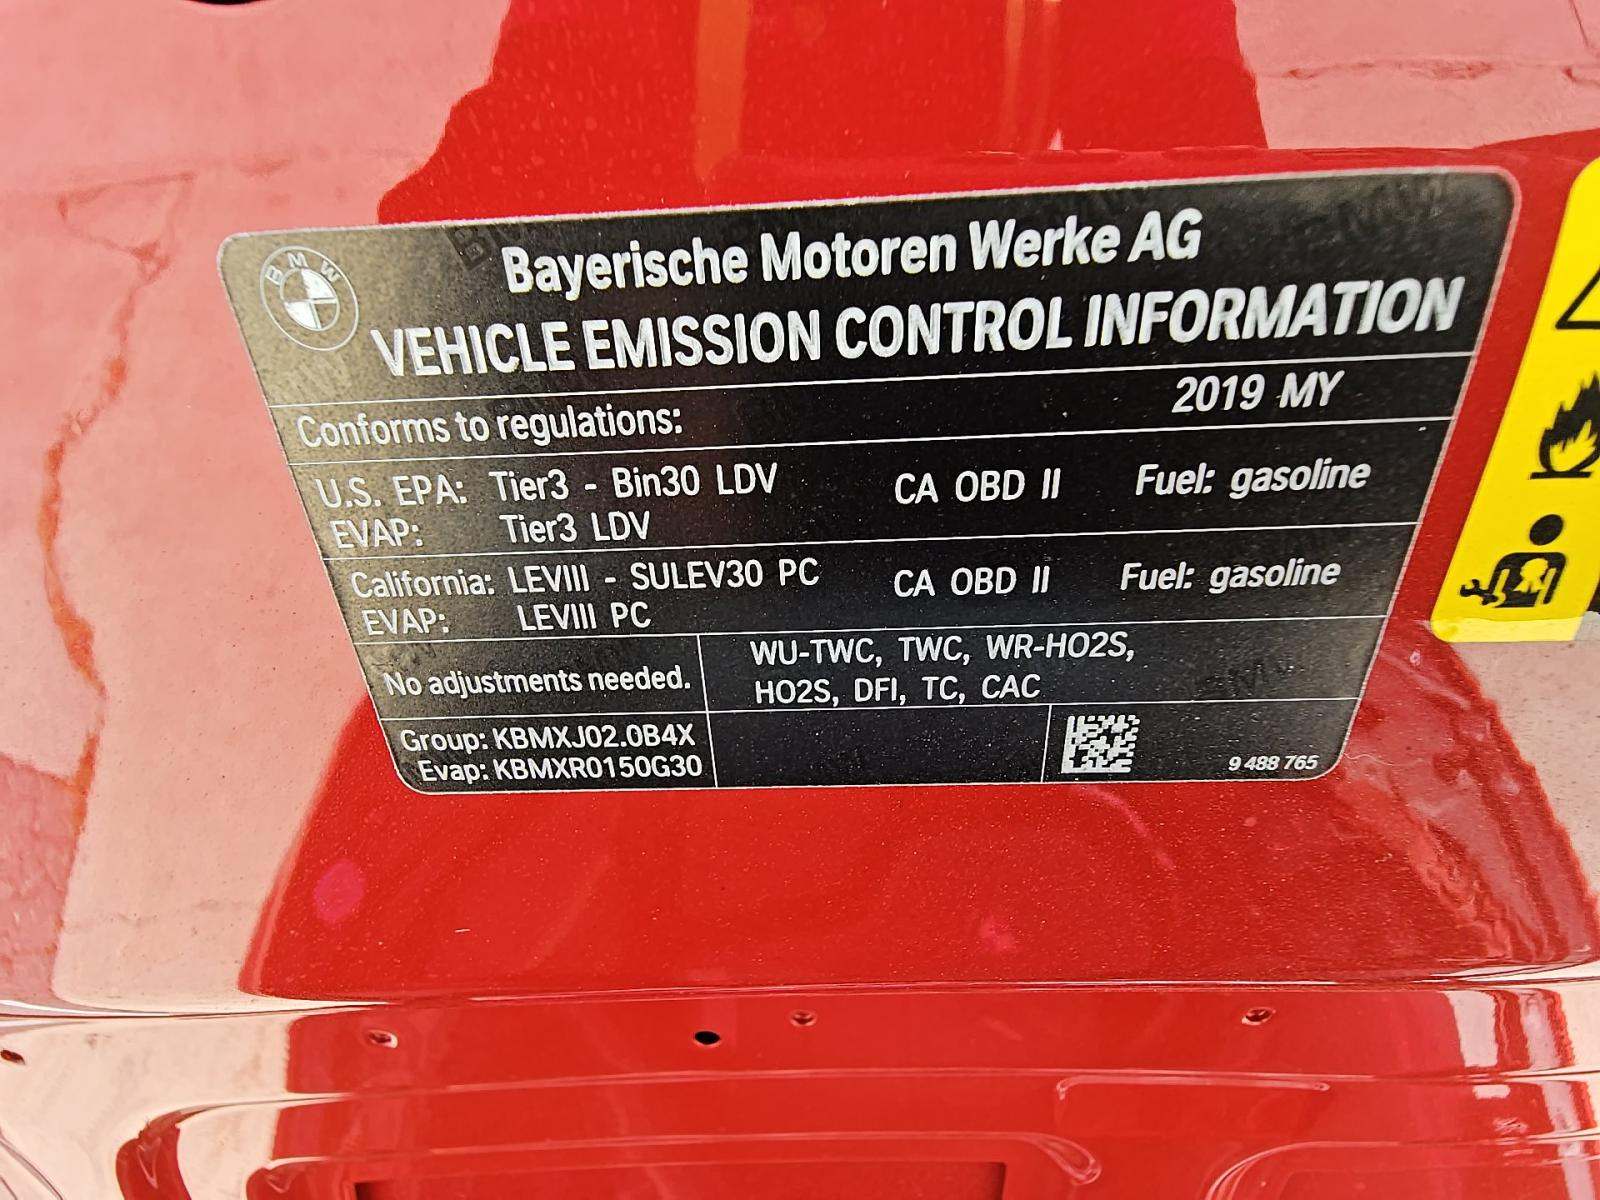 BMW
Bayerische Motoren Werke AG
VEHICLE EMISSION CONTROL INFORMATION
Conforms to regulations: 2019 MY
U.S. EPA: Tier3 - Bin30 LDV CA OBD II Fuel: gasoline
EVAP: Tier3 LDV
California: LEVIII - SULEV30 PC CA OBD II Fuel: gasoline
EVAP: LEVIII PC
No adjustments needed.
WU-TWC, TWC, WR-HO2S,
HO2S, DFI, TC, CAC
Group: KBMXJ02.0B4X
Evap: KBMXR0150G30
9 488 765